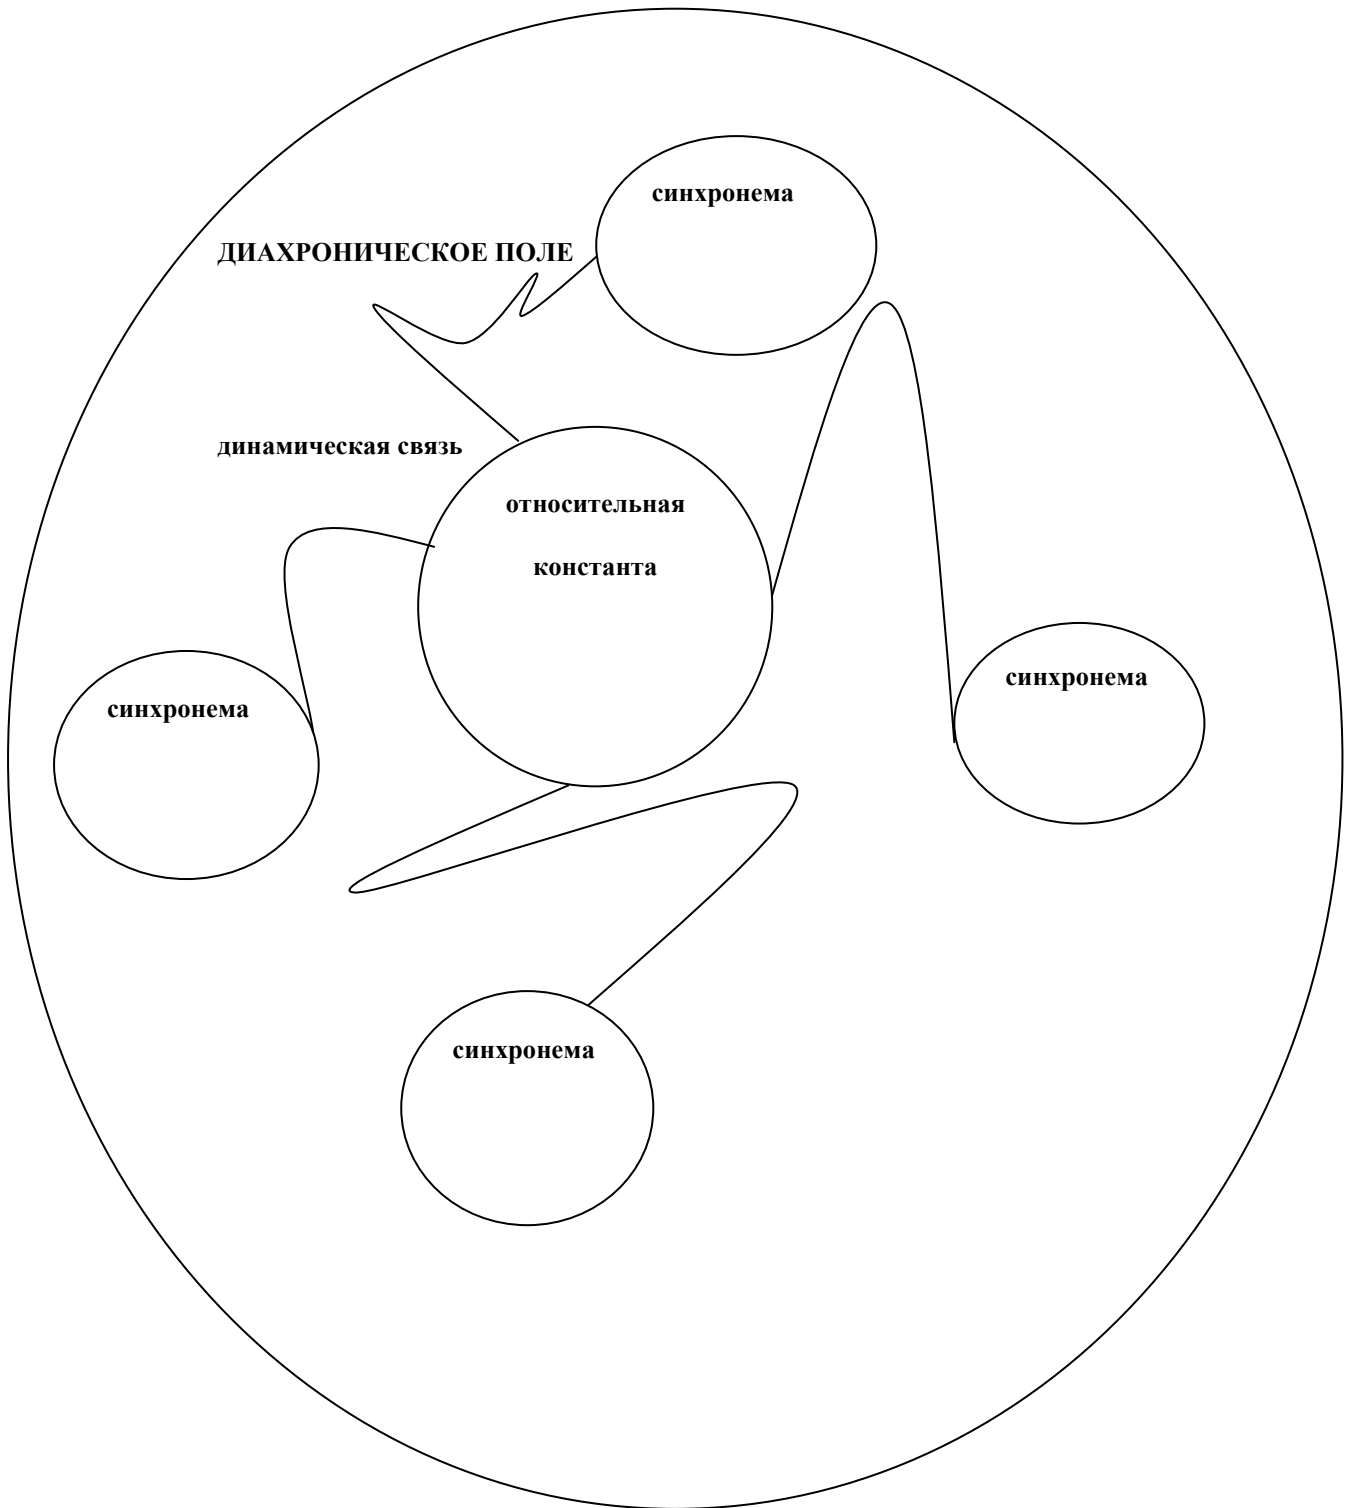 синхронема
ДИАХРОНИЧЕСКОЕ ПОЛЕ
динамическая связь
относительная
константа
синхронема
синхронема
синхронема